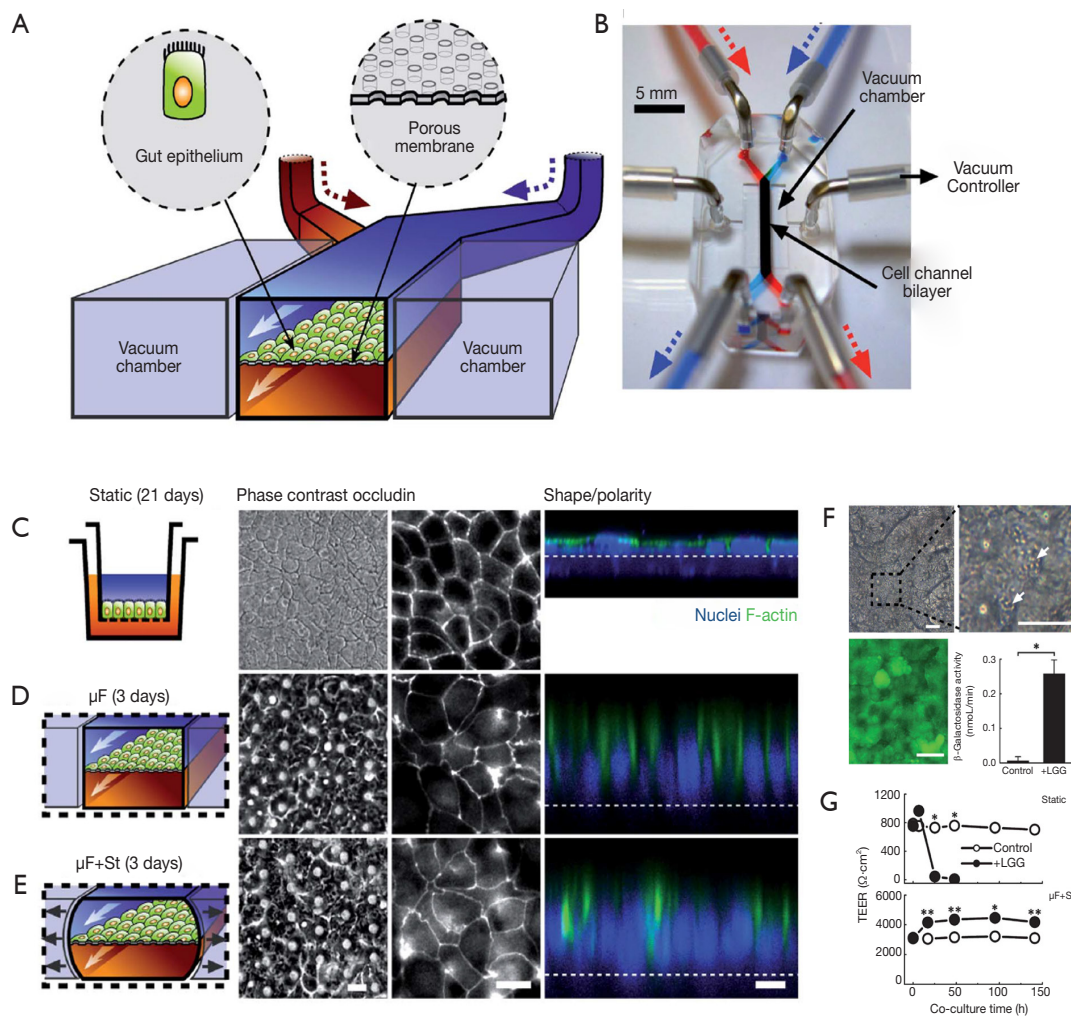 A
Gut epithelium
Porous
membrane
Vacuum
chamber
Vacuum
chamber
B
5 mm
Vacuum
chamber
Vacuum
Controller
Cell channel
bilayer
Static (21 days)
Phase contrast occludin
Shape/polarity
C
Nuclei F-actin
D
µF (3 days)
E
µF+St (3 days)
F
β-Galactosidase activity
(nmoL/min)
0.3
0.2
0.1
0.0
*
Control
+LGG
G
Static
1200
800
400
0
* *
Control
+LGG
TEER (Ω·cm²)
µF+S
6000
4000
2000
0
** ** * **
0 50 100 150
Co-culture time (h)